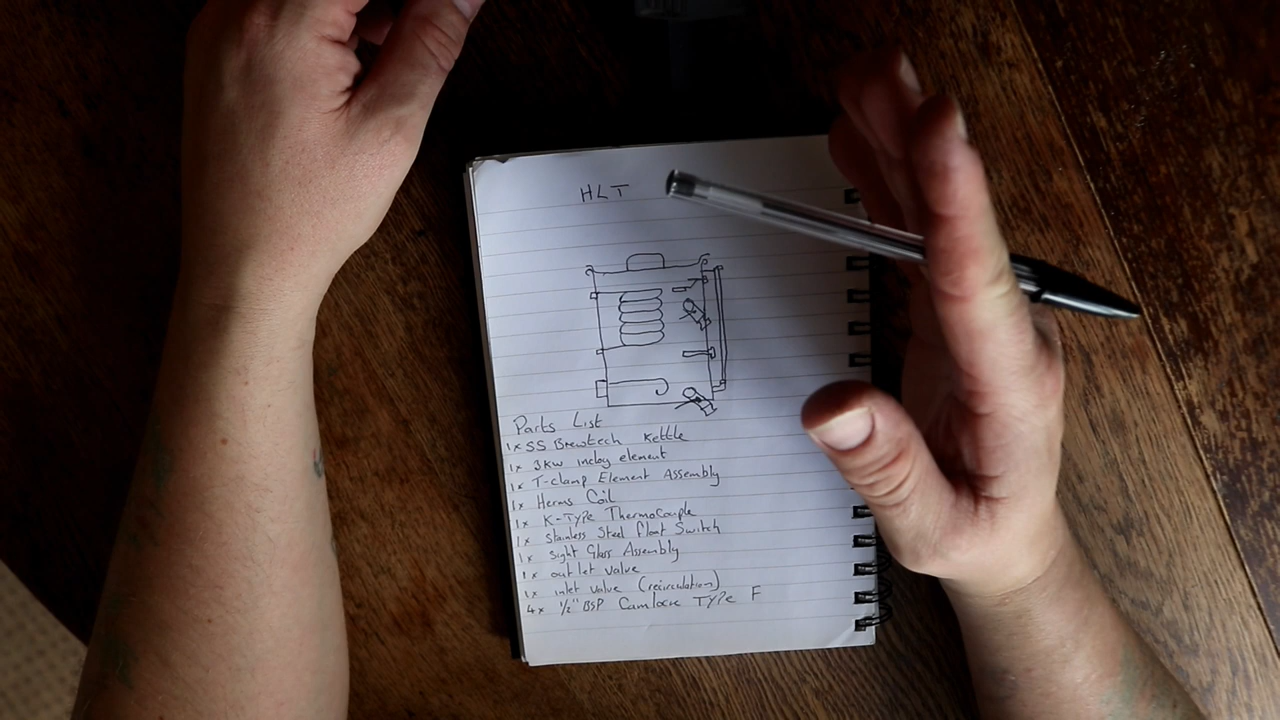 HLT
Parts List
1x SS Brewtech Kettle
1x 3Kw incloy element
1x T-clamp Element Assembly
1x Herms Coil
1x K-Type ThermoCouple
1x Stainless Steel float Switch
1x Sight Glass Assembly
1x outlet valve
1x inlet valve (recirculation)
4x 1/2" BSP Camlock TYPE F